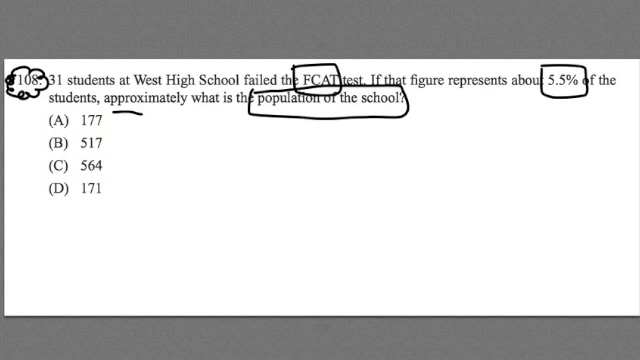 108. 31 students at West High School failed the FCAT test. If that figure represents about 5.5% of the
students, approximately what is the population of the school?
(A) 177
(B) 517
(C) 564
(D) 171